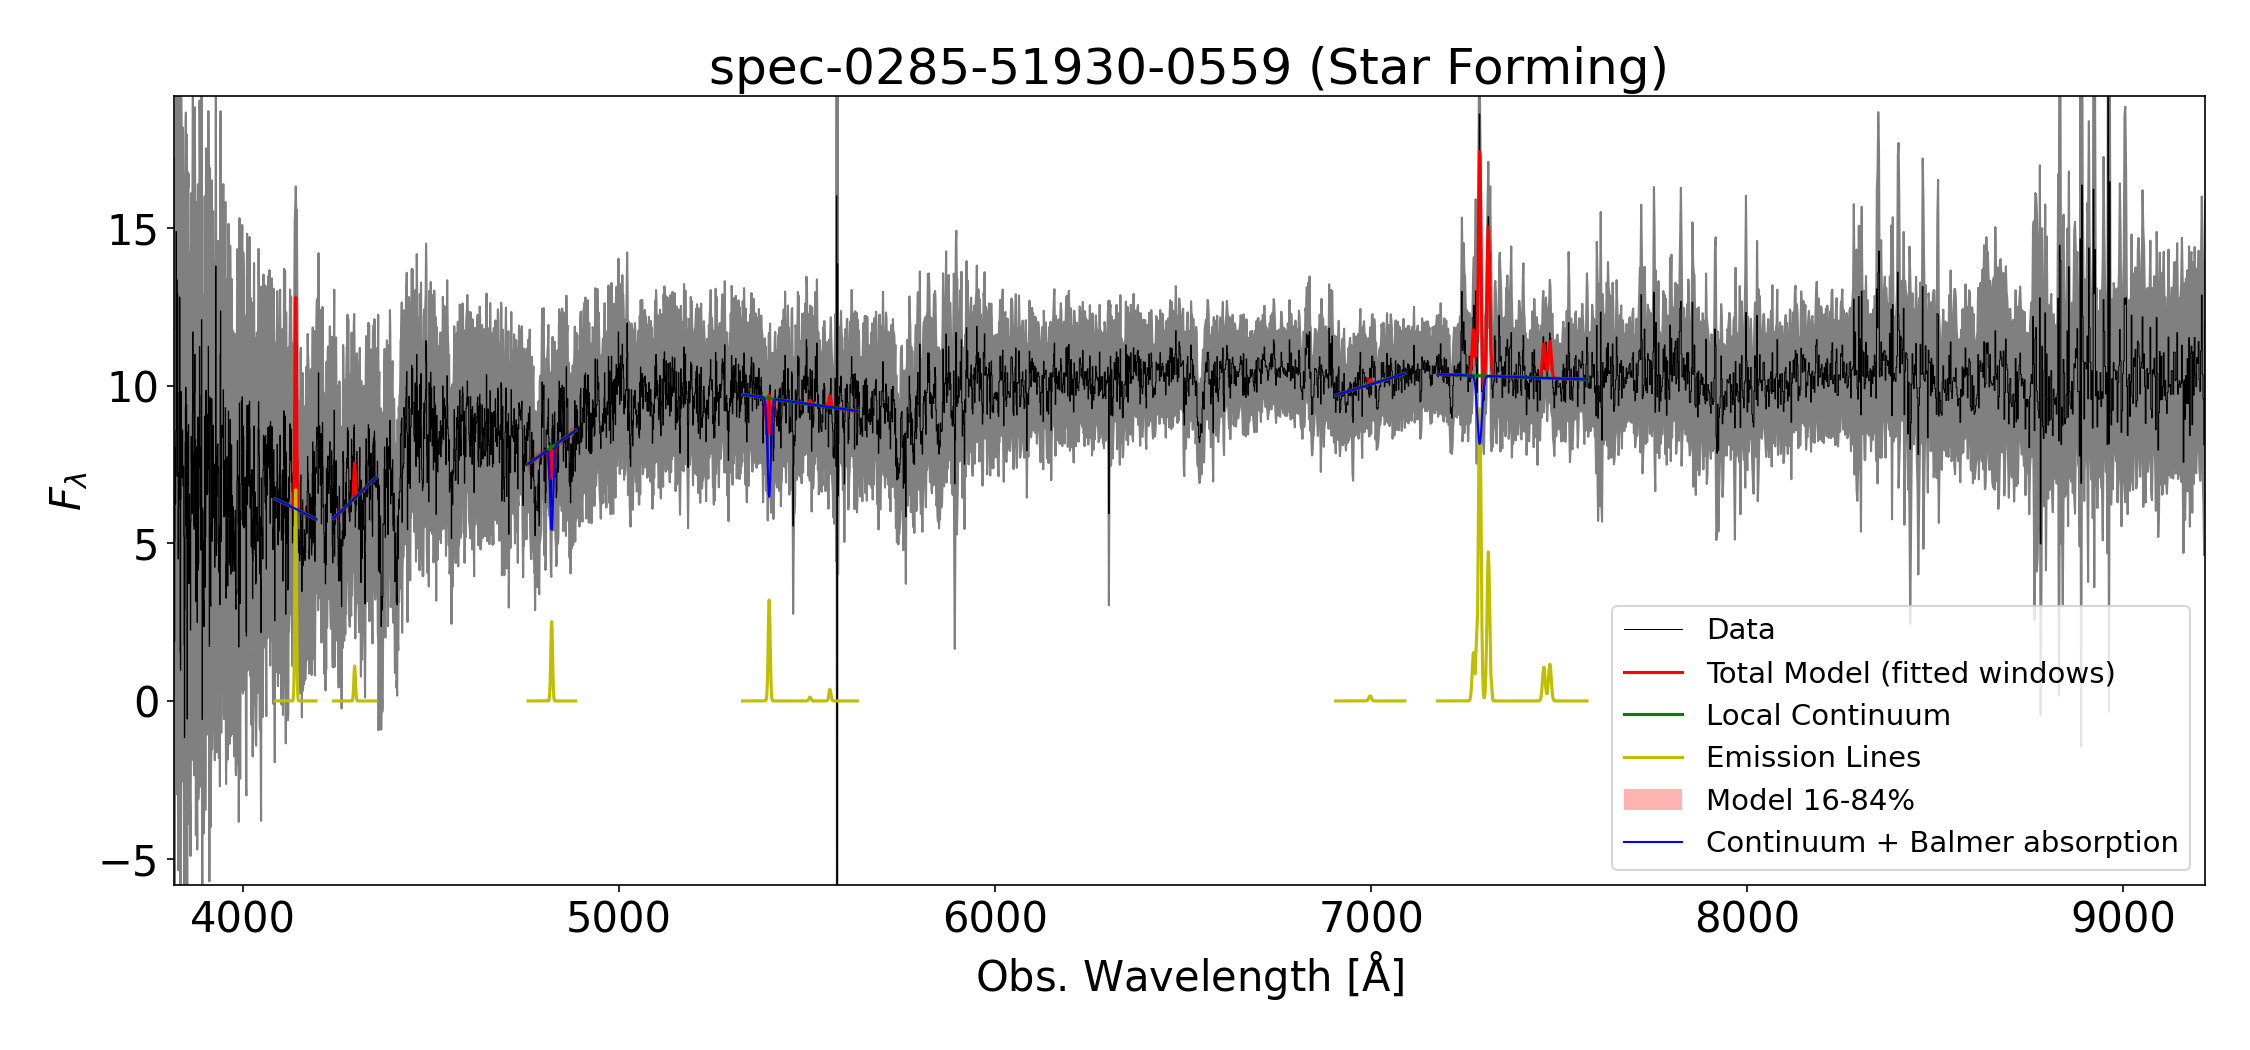 spec-0285-51930-0559 (Star Forming)
15
10
5
0
−5
Fλ
4000 5000 6000 7000 8000 9000
Obs. Wavelength [Å]
Data
Total Model (fitted windows)
Local Continuum
Emission Lines
Model 16-84%
Continuum + Balmer absorption